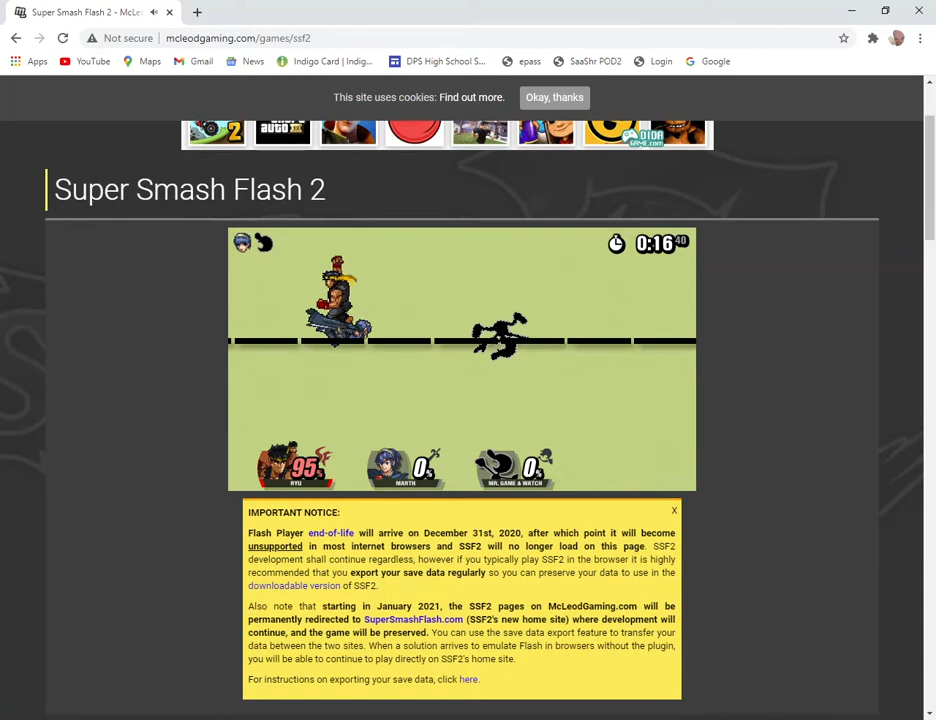 Super Smash Flash 2 - McLe
Not secure | mcleodgaming.com/games/ssf2
Apps YouTube Maps Gmail News Indigo Card | Indig... DPS High School S... epass SaaShr POD2 Login Google
This site uses cookies: Find out more. Okay, thanks
2 auto III DIDA
GAME.com
Super Smash Flash 2
0:16 40
95% 0% 0%
RYU MARTH MR. GAME & WATCH
IMPORTANT NOTICE: X
Flash Player end-of-life will arrive on December 31st, 2020, after which point it will become
unsupported in most internet browsers and SSF2 will no longer load on this page. SSF2
development shall continue regardless, however if you typically play SSF2 in the browser it is highly
recommended that you export your save data regularly so you can preserve your data to use in the
downloadable version of SSF2.
Also note that starting in January 2021, the SSF2 pages on McLeodGaming.com will be
permanently redirected to SuperSmashFlash.com (SSF2's new home site) where development will
continue, and the game will be preserved. You can use the save data export feature to transfer your
data between the two sites. When a solution arrives to emulate Flash in browsers without the plugin,
you will be able to continue to play directly on SSF2's home site.
For instructions on exporting your save data, click here.